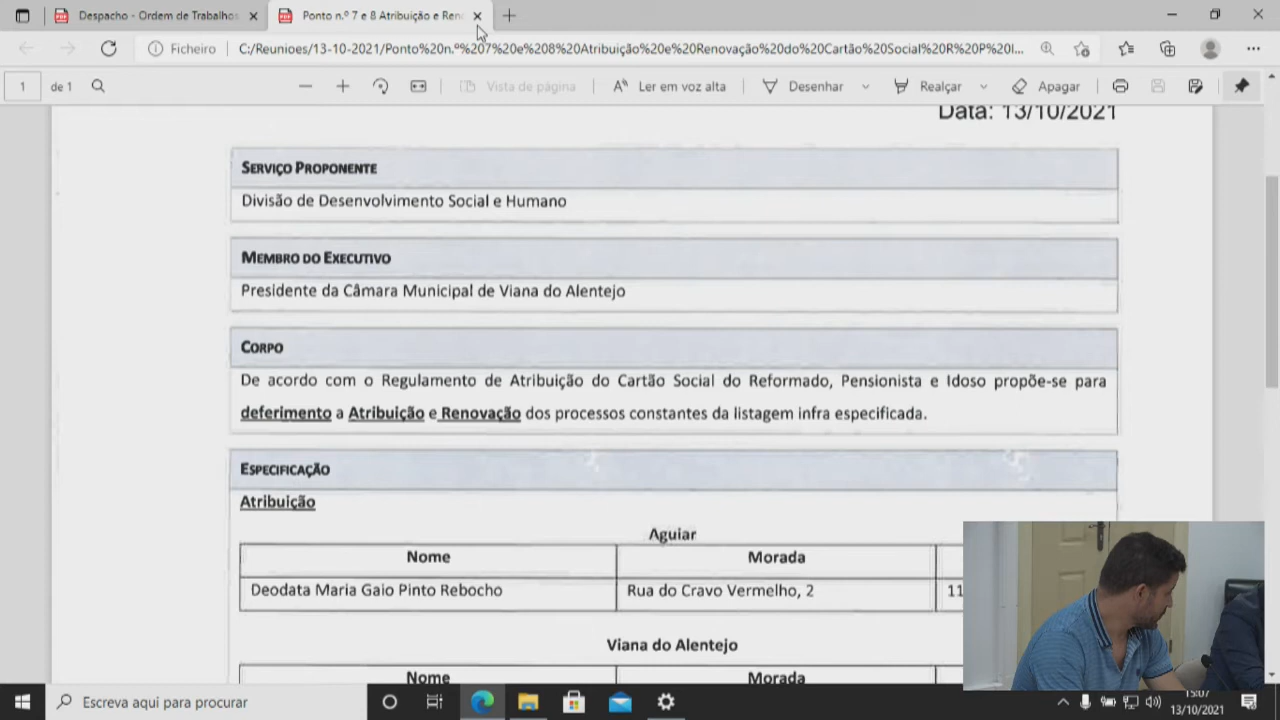 Despacho - Ordem de Trabalhos
Ponto n.º 7 e 8 Atribuição e Ren
Ficheiro
C:/Reunioes/13-10-2021/Ponto%20n.º%207%20e%208%20Atribuição%20e%20Renovação%20do%20Cartão%20Social%20R%20P%20I...
1 de 1
Vista de página
Ler em voz alta
Desenhar
Realçar
Apagar
Data: 13/10/2021
SERVIÇO PROPONENTE
Divisão de Desenvolvimento Social e Humano
MEMBRO DO EXECUTIVO
Presidente da Câmara Municipal de Viana do Alentejo
CORPO
De acordo com o Regulamento de Atribuição do Cartão Social do Reformado, Pensionista e Idoso propõe-se para
deferimento a Atribuição e Renovação dos processos constantes da listagem infra especificada.
ESPECIFICAÇÃO
Atribuição
Aguiar
Nome Morada
Deodata Maria Gaio Pinto Rebocho Rua do Cravo Vermelho, 2 11
Viana do Alentejo
Nome Morada
Escreva aqui para procurar
15:07
13/10/2021